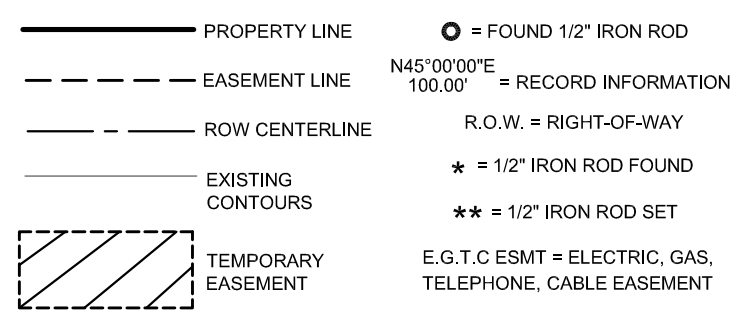 PROPERTY LINE
EASEMENT LINE
ROW CENTERLINE
EXISTING
CONTOURS
TEMPORARY
EASEMENT
= FOUND 1/2" IRON ROD
N45°00'00"E
100.00' = RECORD INFORMATION
R.O.W. = RIGHT-OF-WAY
* = 1/2" IRON ROD FOUND
** = 1/2" IRON ROD SET
E.G.T.C ESMT = ELECTRIC, GAS,
TELEPHONE, CABLE EASEMENT